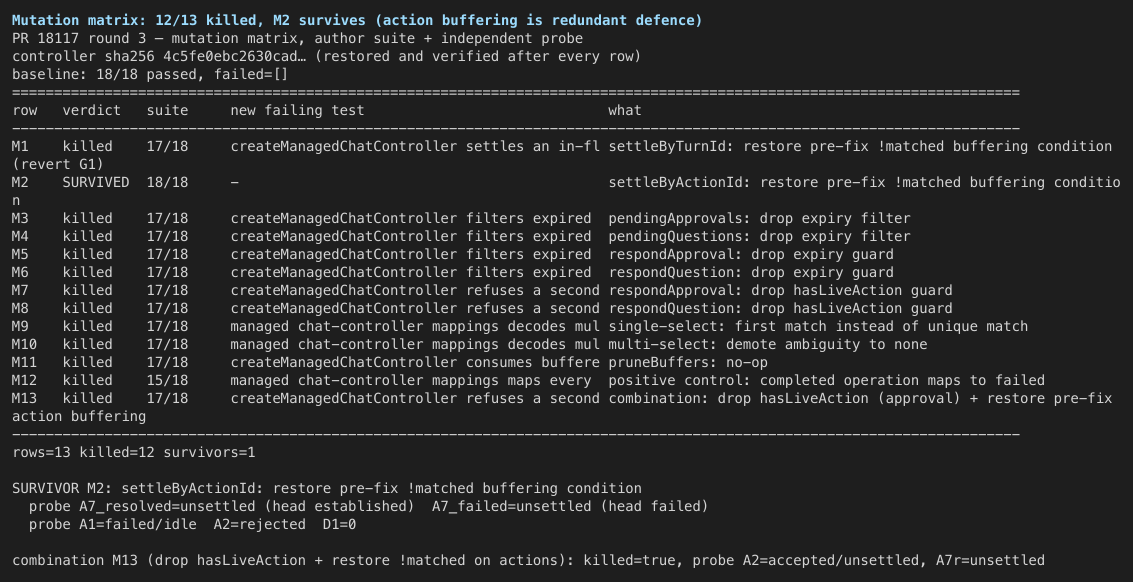 Mutation matrix: 12/13 killed, M2 survives (action buffering is redundant defence)
PR 18117 round 3 — mutation matrix, author suite + independent probe
controller sha256 4c5fe0ebc2630cad… (restored and verified after every row)
baseline: 18/18 passed, failed=[]
========================================================================================================================
row   verdict   suite     new failing test                             what
------------------------------------------------------------------------------------------------------------------------
M1    killed    17/18     createManagedChatController settles an in-fl settleByTurnId: restore pre-fix !matched buffering condition
(revert G1)
M2    SURVIVED  18/18     —                                            settleByActionId: restore pre-fix !matched buffering conditio
n
M3    killed    17/18     createManagedChatController filters expired  pendingApprovals: drop expiry filter
M4    killed    17/18     createManagedChatController filters expired  pendingQuestions: drop expiry filter
M5    killed    17/18     createManagedChatController filters expired  respondApproval: drop expiry guard
M6    killed    17/18     createManagedChatController filters expired  respondQuestion: drop expiry guard
M7    killed    17/18     createManagedChatController refuses a second respondApproval: drop hasLiveAction guard
M8    killed    17/18     createManagedChatController refuses a second respondQuestion: drop hasLiveAction guard
M9    killed    17/18     managed chat-controller mappings decodes mul single-select: first match instead of unique match
M10   killed    17/18     managed chat-controller mappings decodes mul multi-select: demote ambiguity to none
M11   killed    17/18     createManagedChatController consumes buffere pruneBuffers: no-op
M12   killed    15/18     managed chat-controller mappings maps every  positive control: completed operation maps to failed
M13   killed    17/18     createManagedChatController refuses a second combination: drop hasLiveAction (approval) + restore pre-fix
action buffering
------------------------------------------------------------------------------------------------------------------------
rows=13 killed=12 survivors=1

SURVIVOR M2: settleByActionId: restore pre-fix !matched buffering condition
  probe A7_resolved=unsettled (head established)  A7_failed=unsettled (head failed)
  probe A1=failed/idle  A2=rejected  D1=0

combination M13 (drop hasLiveAction + restore !matched on actions): killed=true, probe A2=accepted/unsettled, A7r=unsettled